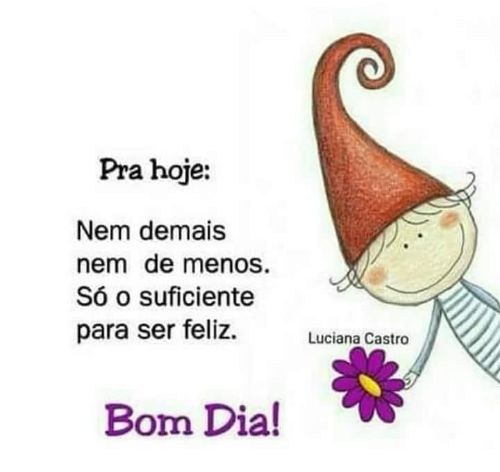 Pra hoje:
Nem demais
nem de menos.
Só o suficiente
para ser feliz.
Luciana Castro
Bom Dia!